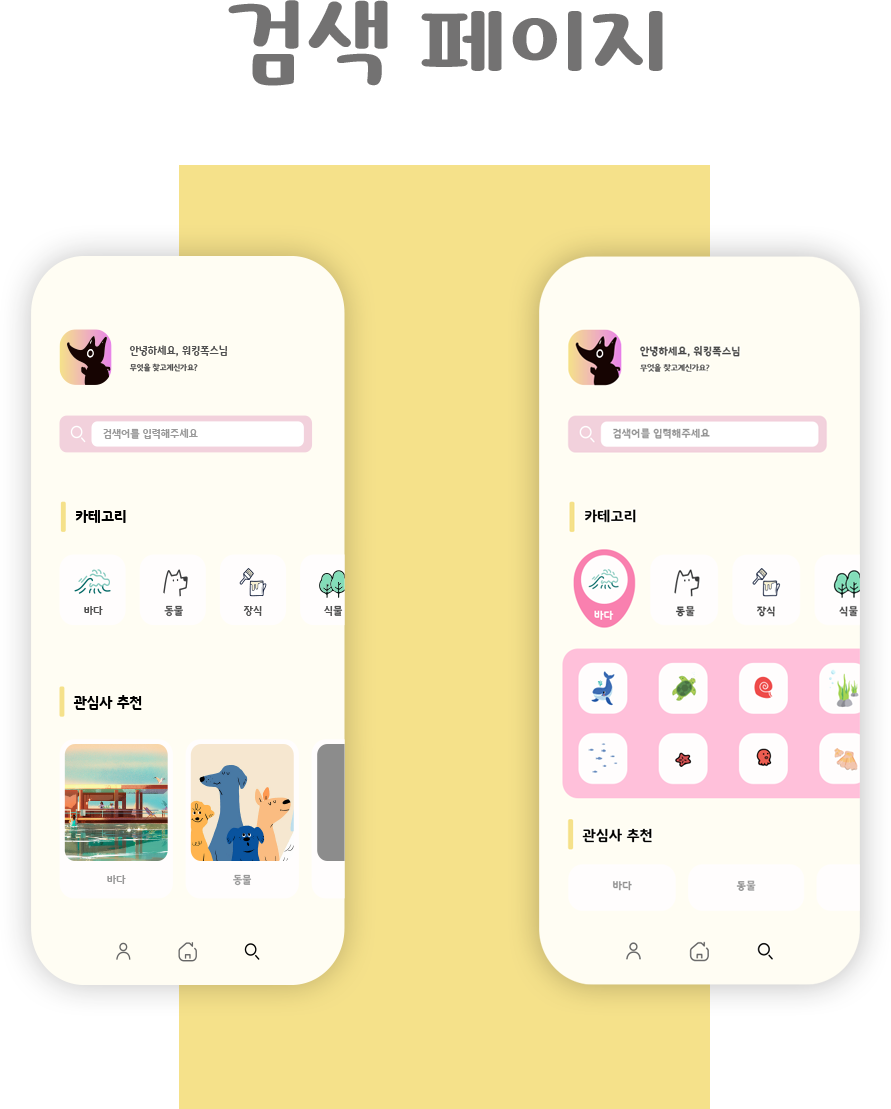 검색 페이지
안녕하세요, 워킹폭스님
무엇을 찾고계신가요?
검색어를 입력해주세요
카테고리
바다
동물
장식
식물
관심사 추천
바다
동물
안녕하세요, 워킹폭스님
무엇을 찾고계신가요?
검색어를 입력해주세요
카테고리
바다
동물
장식
식물
관심사 추천
바다
동물